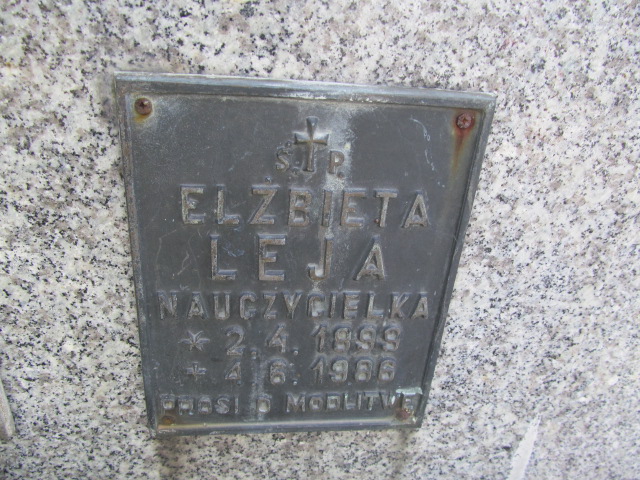 Ś. P.
ELŻBIETA
LEJA
NAUCZYCIELKA
* 2. 4. 1899
+ 4. 6. 1986
PROSI O MODLITWĘ